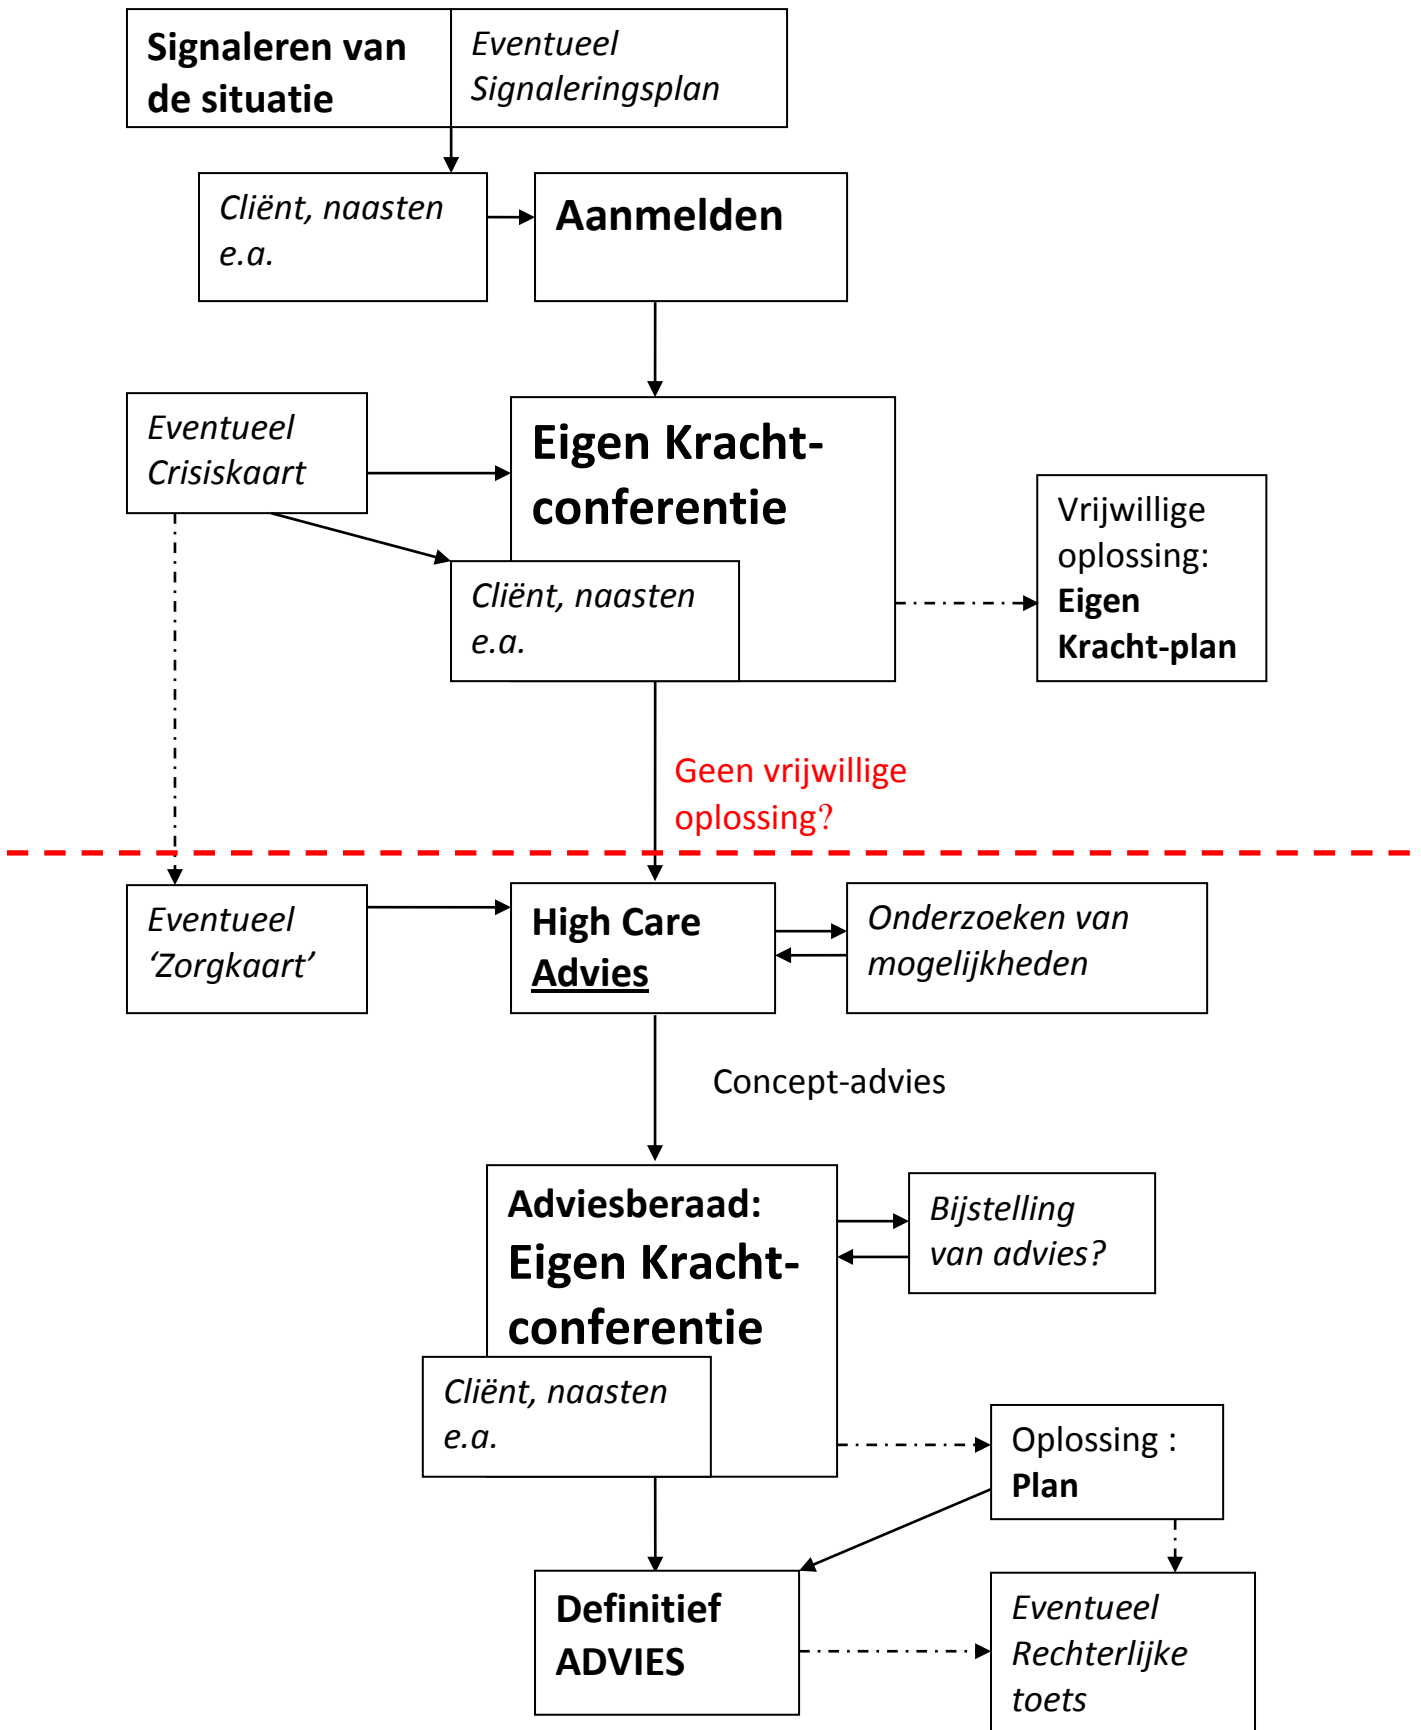 Signaleren van
de situatie
Eventueel
Signaleringsplan
Cliënt, naasten
e.a.
Aanmelden
Eventueel
Crisiskaart
Eigen Kracht-
conferentie
Cliënt, naasten
e.a.
Vrijwillige
oplossing:
Eigen
Kracht-plan
Geen vrijwillige
oplossing?
Eventueel
‘Zorgkaart’
High Care
Advies
Onderzoeken van
mogelijkheden
Concept-advies
Adviesberaad:
Eigen Kracht-
conferentie
Bijstelling
van advies?
Cliënt, naasten
e.a.
Oplossing :
Plan
Definitief
ADVIES
Eventueel
Rechterlijke
toets